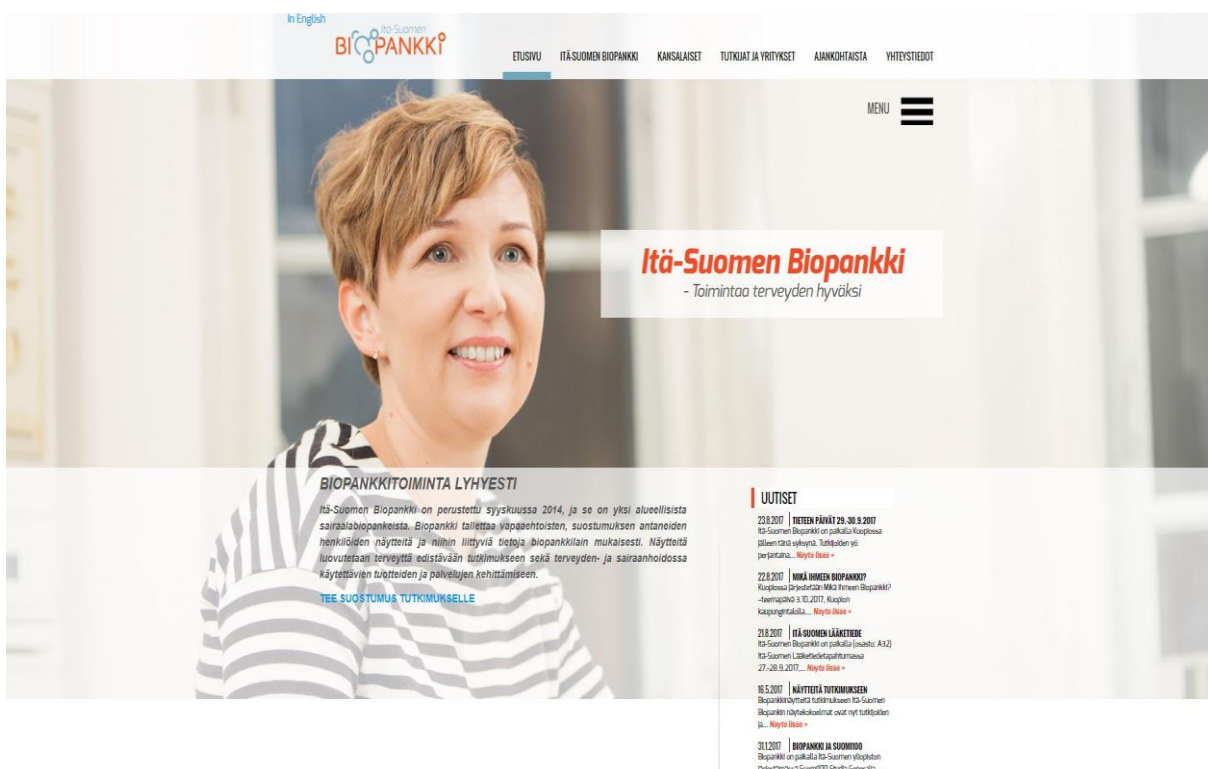 In English
Itä-Suomen
BIOPANKKI
ETUSIVU ITÄ-SUOMEN BIOPANKKI KANSALAISET TUTKIJAT JA YRITYKSET AJANKOHTAISTA YHTEYSTIEDOT
MENU
Itä-Suomen Biopankki
- Toimintaa terveyden hyväksi
BIOPANKKITOIMINTA LYHYESTI
Itä-Suomen Biopankki on perustettu syyskuussa 2014, ja se on yksi alueellisista
sairaalabiopankeista. Biopankki tallettaa vapaaehtoisten, suostumuksen antaneiden
henkilöiden näytteitä ja niihin liittyviä tietoja biopankkilain mukaisesti. Näytteitä
luovutetaan terveyttä edistävään tutkimukseen sekä terveyden- ja sairaanhoidossa
käytettävien tuotteiden ja palvelujen kehittämiseen.
TEE SUOSTUMUS TUTKIMUKSELLE
UUTISET
23.8.2017 TIETEEN PÄIVÄT 29.-30.9.2017
Itä-Suomen Biopankki on paikalla Kuopiossa
jälleen tänä syksynä. Tutkijoiden yö
perjantaina... Näytä lisää »
22.8.2017 MIKÄ IHMEEN BIOPANKKI?
Kuopiossa järjestetään Mikä ihmeen Biopankki?
-teemapäivä 3.10.2017, Kuopion
kaupungintalolla.... Näytä lisää »
21.8.2017 ITÄ-SUOMEN LÄÄKETIEDE
Itä-Suomen Biopankki on paikalla (osasto: A32)
Itä-Suomen Lääketiedetapahtumassa
27.-28.9.2017,... Näytä lisää »
16.5.2017 NÄYTTEITÄ TUTKIMUKSEEN
Biopankkinäytteitä tutkimukseen Itä-Suomen
Biopankin näytekokoelmat ovat nyt tutkijoiden
ja... Näytä lisää »
31.1.2017 BIOPANKKI JA SUOMI100
Biopankki on paikalla Itä-Suomen yliopiston